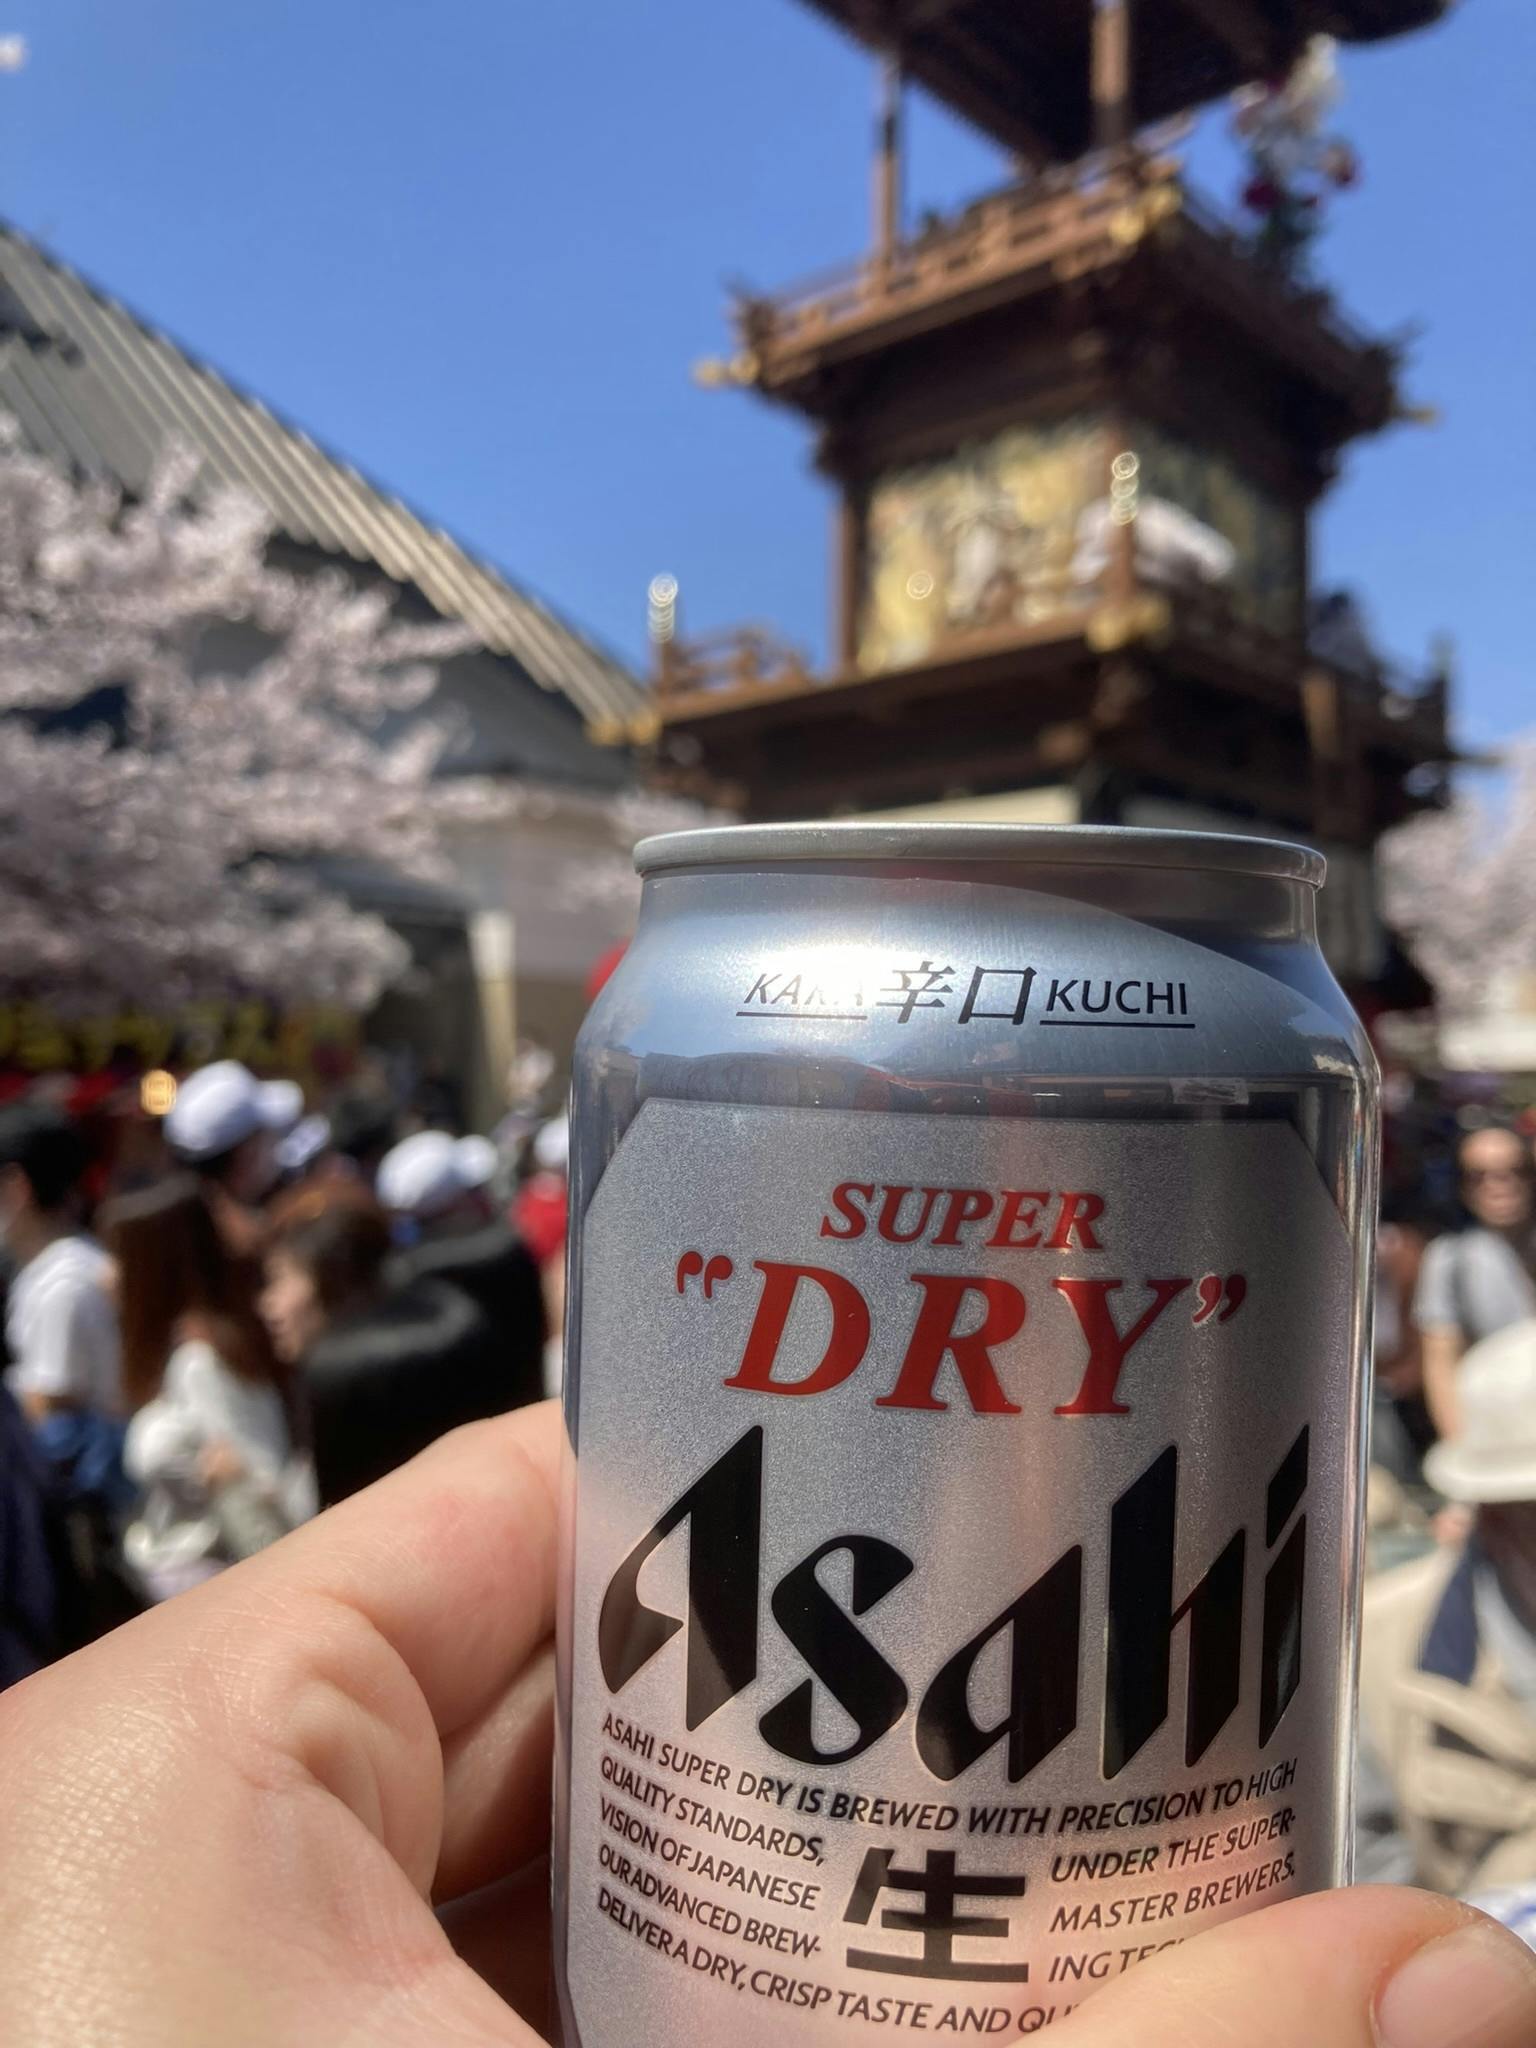 KARA 辛口 KUCHI
SUPER
“DRY”
Asahi
ASAHI SUPER DRY IS BREWED WITH PRECISION TO HIGH
QUALITY STANDARDS, UNDER THE SUPER-
VISION OF JAPANESE MASTER BREWERS.
OUR ADVANCED BREW- ING
DELIVER A DRY, CRISP TASTE AND
生